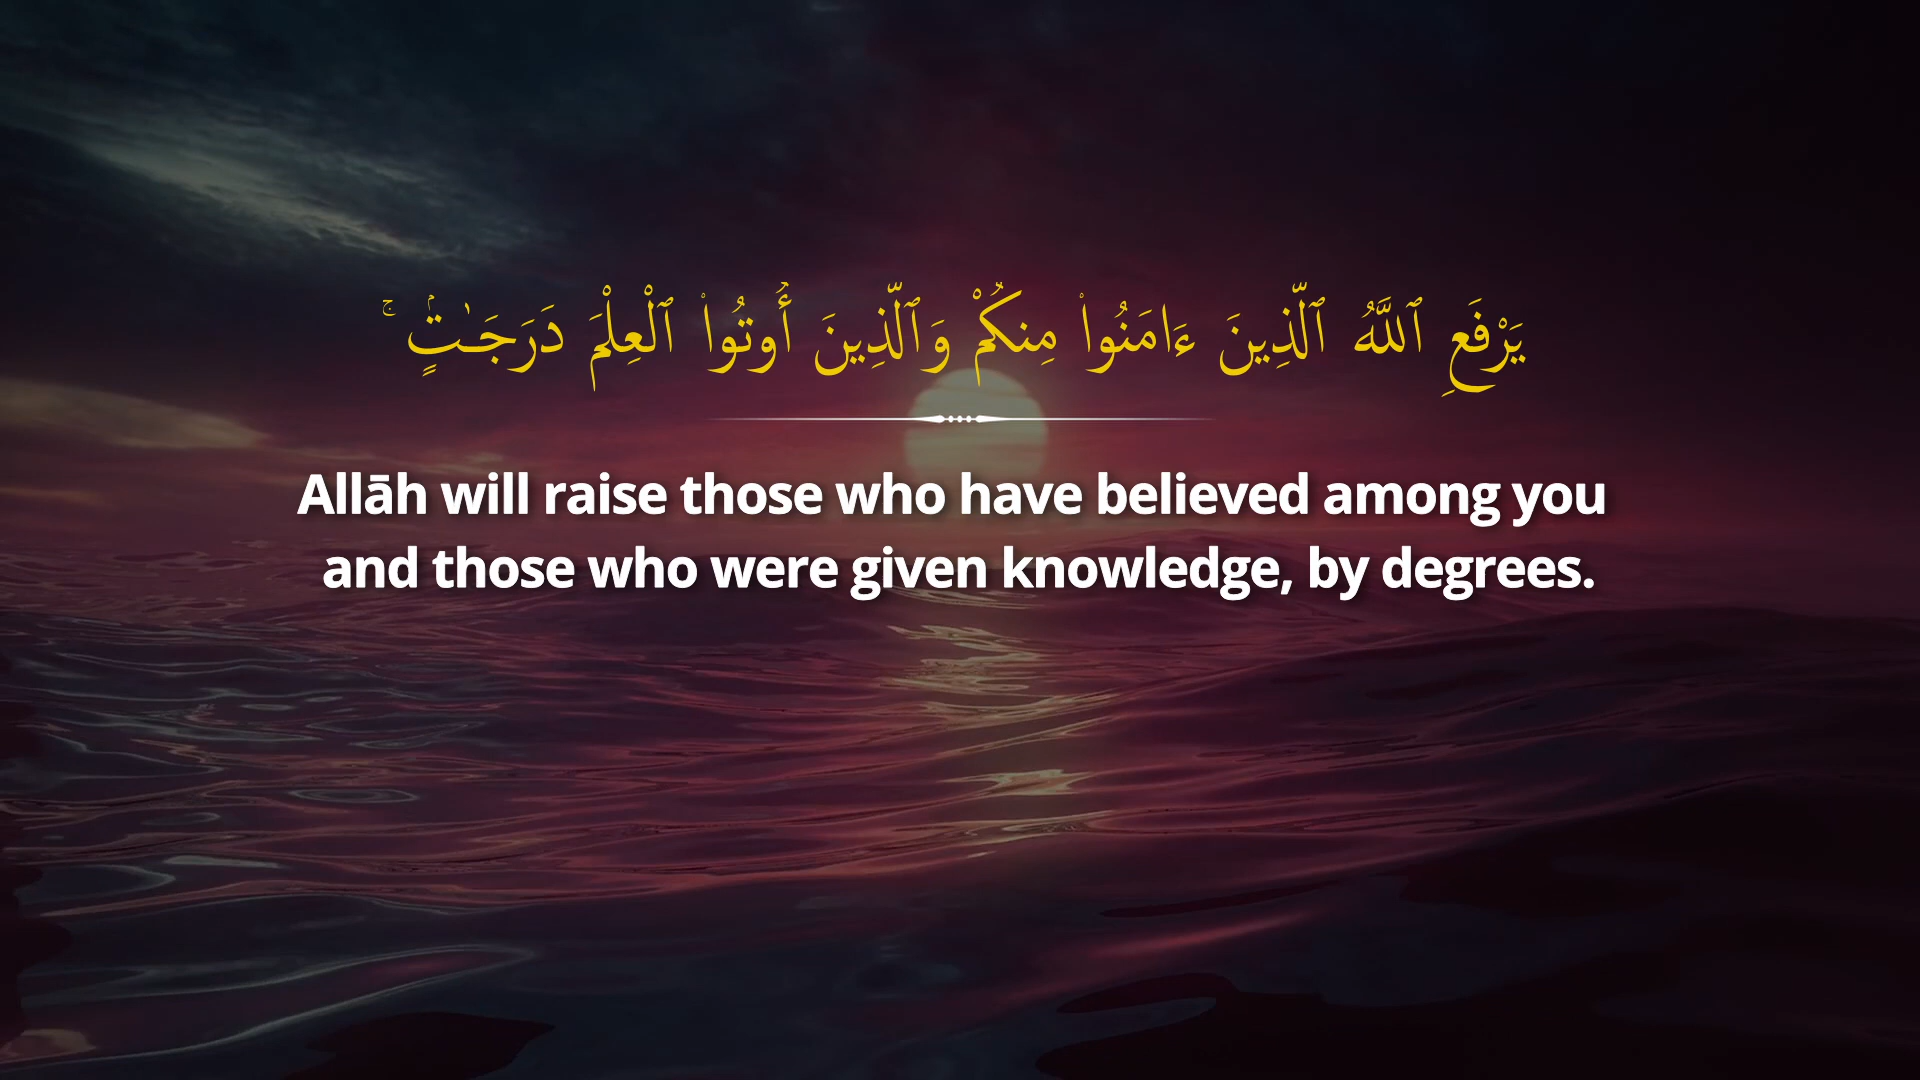 يَرْفَعِ ٱللَّهُ ٱلَّذِينَ ءَامَنُوا۟ مِنكُمْ وَٱلَّذِينَ أُوتُوا۟ ٱلْعِلْمَ دَرَجَـٰتٍۢ ۚ
Allāh will raise those who have believed among you
and those who were given knowledge, by degrees.